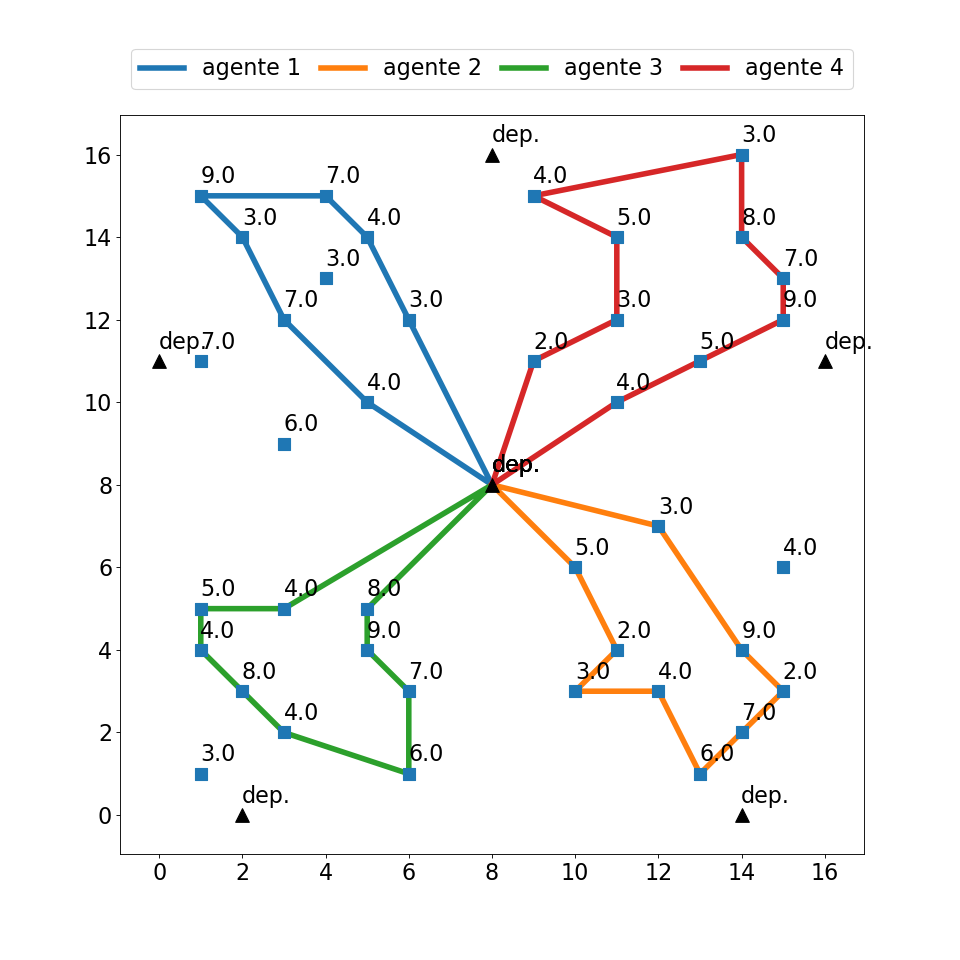 agente 1 agente 2 agente 3 agente 4
dep. 3.0
16
9.0 7.0 4.0
3.0 4.0 5.0 8.0
14
3.0 7.0
7.0 3.0 3.0 9.0
12
dep. 7.0 2.0 5.0 dep.
4.0 4.0
10
6.0
dep.
8
3.0
5.0 4.0
6
5.0 4.0 8.0
4.0 9.0 2.0 9.0
4
8.0 7.0 3.0 4.0 2.0
4.0 7.0
2
3.0 6.0 6.0
dep. dep.
0
0 2 4 6 8 10 12 14 16